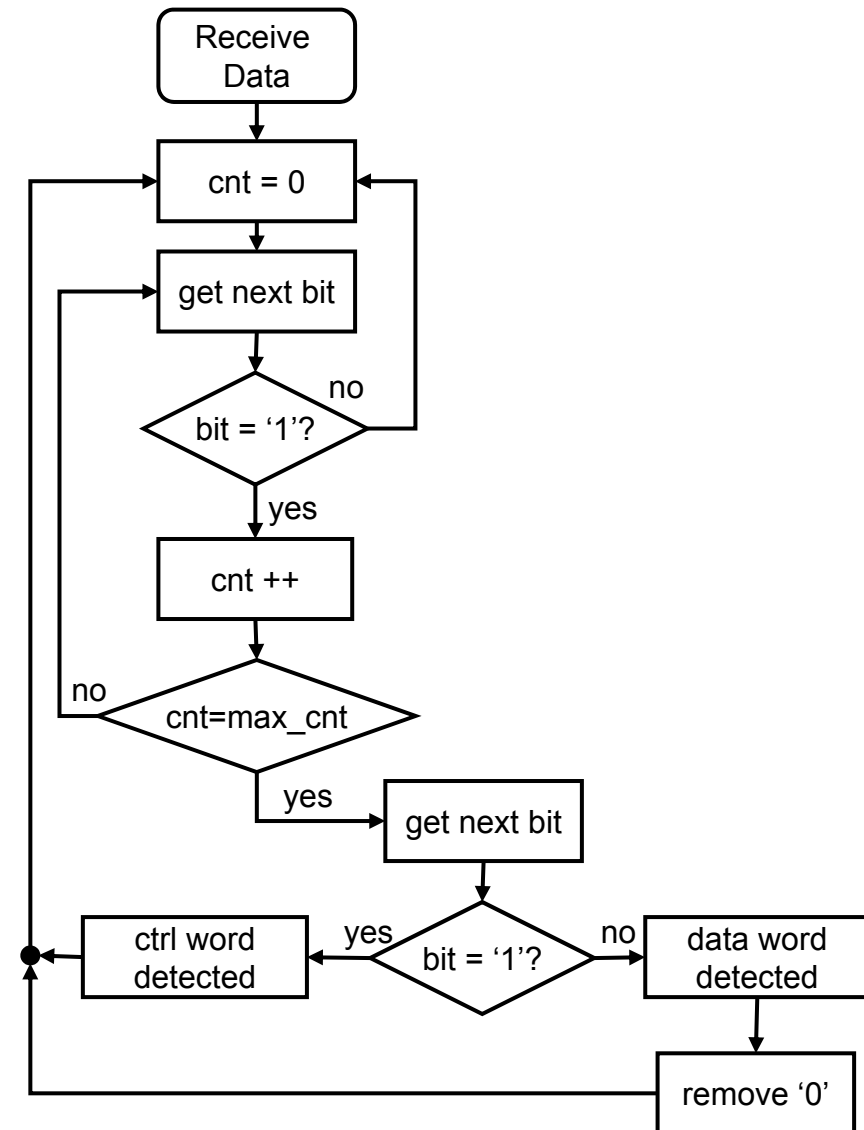 Receive
Data
cnt = 0
get next bit
no
bit = ‘1’?
yes
cnt ++
no
cnt=max_cnt
yes
get next bit
ctrl word
detected
yes
bit = ‘1’?
no
data word
detected
remove ‘0’